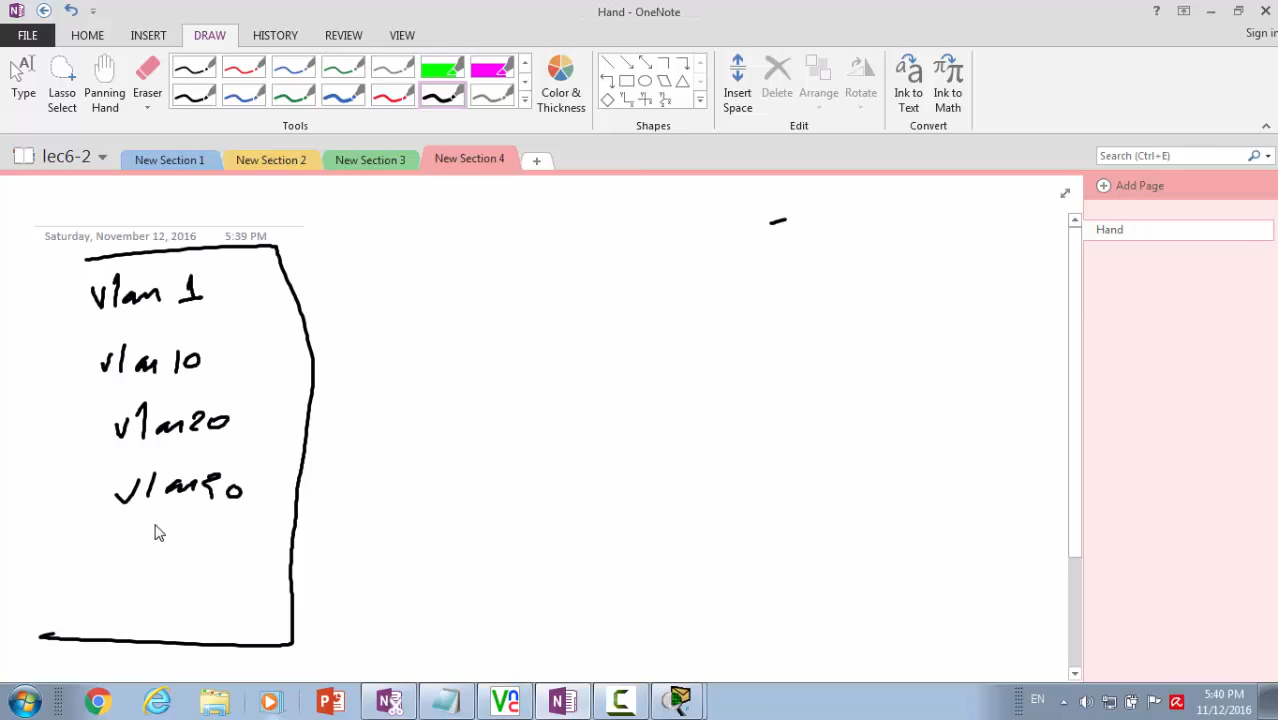 Hand - OneNote
? Sign in
FILE HOME INSERT DRAW HISTORY REVIEW VIEW
Type Lasso Select Panning Hand Eraser Color & Thickness Insert Space Delete Arrange Rotate Ink to Text Ink to Math
Tools Shapes Edit Convert
lec6-2 New Section 1 New Section 2 New Section 3 New Section 4 + Search (Ctrl+E)
Add Page
Hand
Saturday, November 12, 2016 5:39 PM
vlan 1
vlan 10
vlan20
EN 5:40 PM
11/12/2016